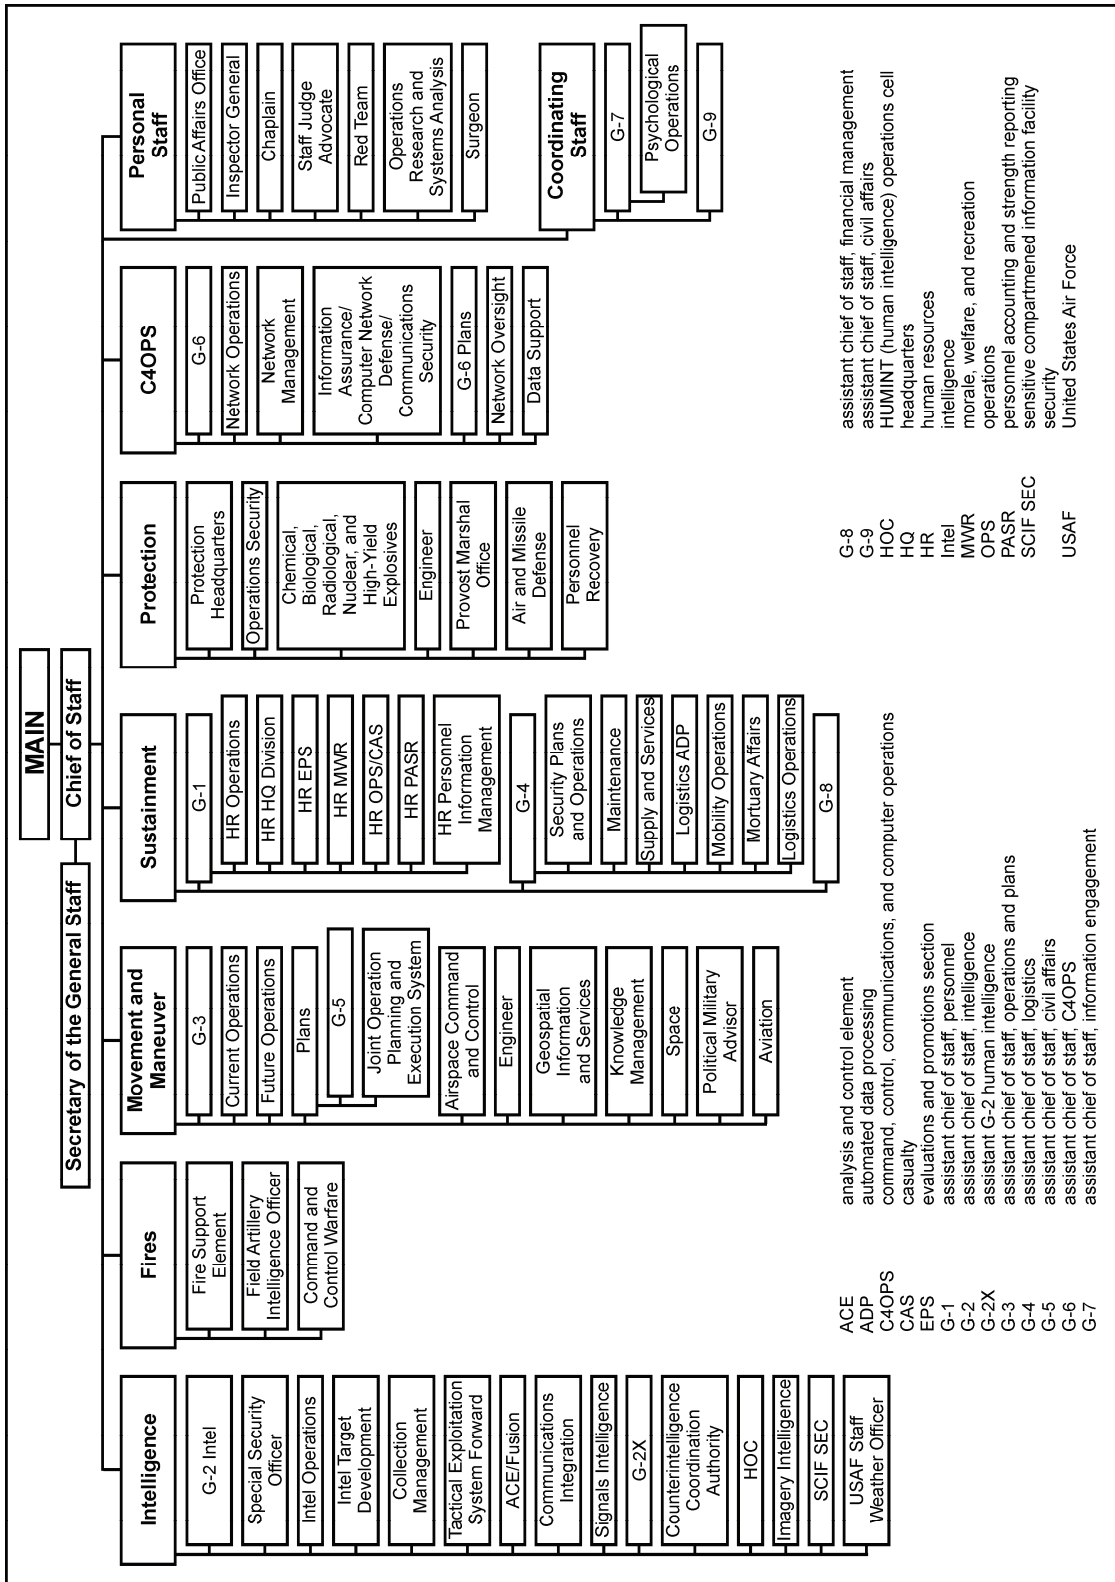 MAIN
Secretary of the General Staff
Chief of Staff
Intelligence
G-2 Intel
Special Security
Officer
Intel Operations
Intel Target
Development
Collection
Management
Tactical Exploitation
System Forward
ACE/Fusion
Communications
Integration
Signals Intelligence
G-2X
Counterintelligence
Coordination
Authority
HOC
Imagery Intelligence
SCIF SEC
USAF Staff
Weather Officer
Fires
Fire Support
Element
Field Artillery
Intelligence Officer
Command and
Control Warfare
Movement and
Maneuver
G-3
Current Operations
Future Operations
Plans
G-5
Joint Operation
Planning and
Execution System
Airspace Command
and Control
Engineer
Geospatial
Information
and Services
Knowledge
Management
Space
Political Military
Advisor
Aviation
Sustainment
G-1
HR Operations
HR HQ Division
HR EPS
HR MWR
HR OPS/CAS
HR PASR
HR Personnel
Information
Management
G-4
Security Plans
and Operations
Maintenance
Supply and Services
Logistics ADP
Mobility Operations
Mortuary Affairs
Logistics Operations
G-8
Protection
Protection
Headquarters
Operations Security
Chemical,
Biological,
Radiological,
Nuclear, and
High-Yield
Explosives
Engineer
Provost Marshal
Office
Air and Missile
Defense
Personnel
Recovery
C4OPS
G-6
Network Operations
Network
Management
Information
Assurance/
Computer Network
Defense/
Communications
Security
G-6 Plans
Network Oversight
Data Support
Personal
Staff
Public Affairs Office
Inspector General
Chaplain
Staff Judge
Advocate
Red Team
Operations
Research and
Systems Analysis
Surgeon
Coordinating
Staff
G-7
Psychological
Operations
G-9
ACE analysis and control element
ADP automated data processing
C4OPS command, control, communications, and computer operations
CAS casualty
EPS evaluations and promotions section
G-1 assistant chief of staff, personnel
G-2 assistant chief of staff, intelligence
G-2X assistant G-2 human intelligence
G-3 assistant chief of staff, operations and plans
G-4 assistant chief of staff, logistics
G-5 assistant chief of staff, civil affairs
G-6 assistant chief of staff, C4OPS
G-7 assistant chief of staff, information engagement
G-8 assistant chief of staff, financial management
G-9 assistant chief of staff, civil affairs
HOC HUMINT (human intelligence) operations cell
HQ headquarters
HR human resources
Intel intelligence
MWR morale, welfare, and recreation
OPS operations
PASR personnel accounting and strength reporting
SCIF SEC sensitive compartmented information facility
security
USAF United States Air Force